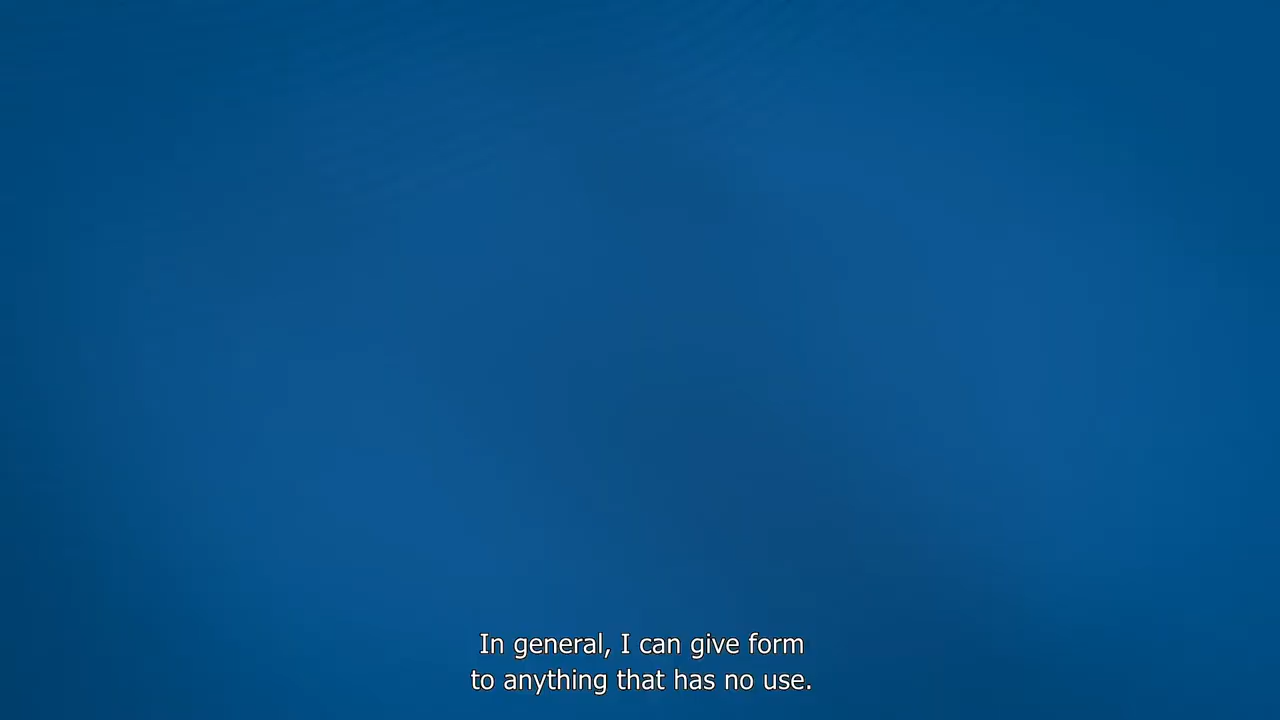 In general, I can give form
to anything that has no use.